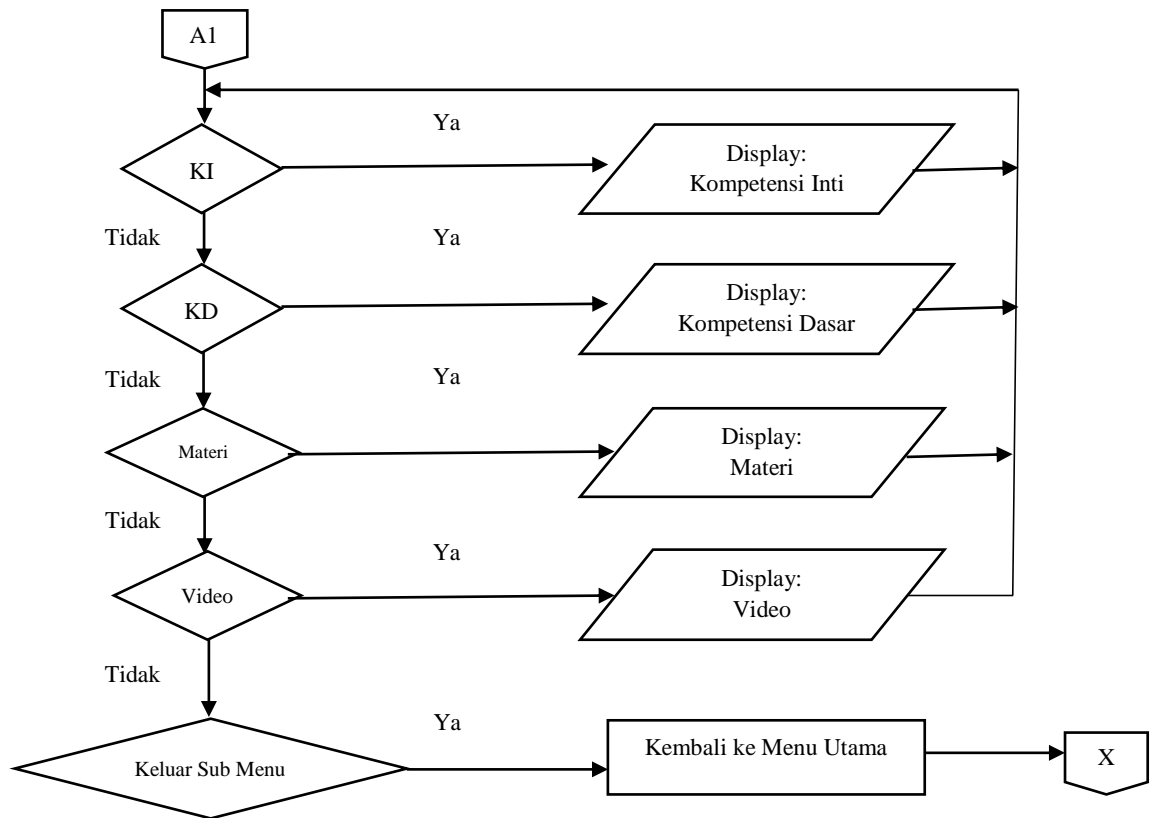 A1
Ya
KI
Display:
Kompetensi Inti
Tidak
Ya
KD
Display:
Kompetensi Dasar
Tidak
Ya
Materi
Display:
Materi
Tidak
Ya
Video
Display:
Video
Tidak
Ya
Keluar Sub Menu
Kembali ke Menu Utama
X